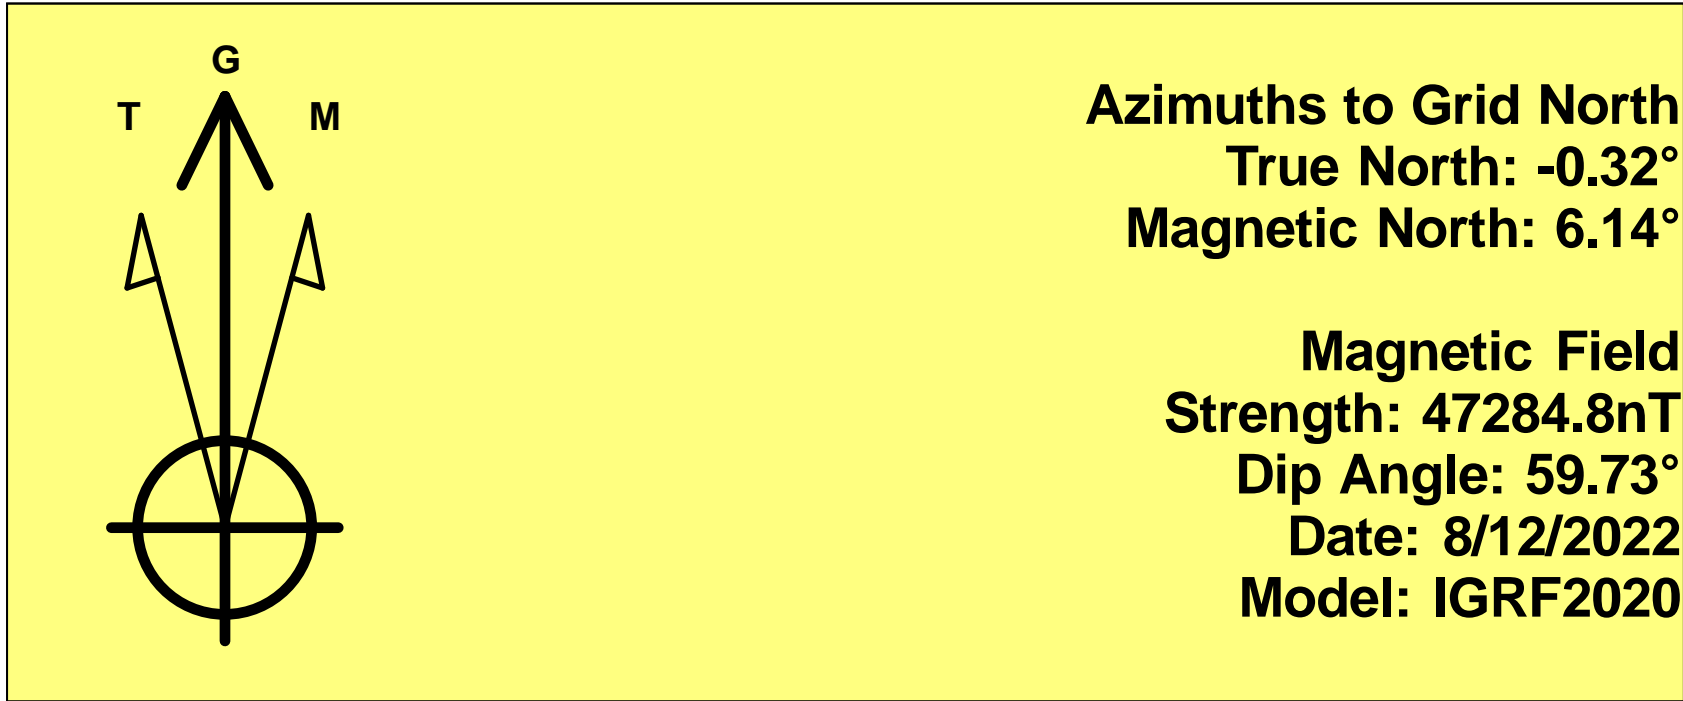 G
T
M
Azimuths to Grid North
True North: -0.32°
Magnetic North: 6.14°
Magnetic Field
Strength: 47284.8nT
Dip Angle: 59.73°
Date: 8/12/2022
Model: IGRF2020